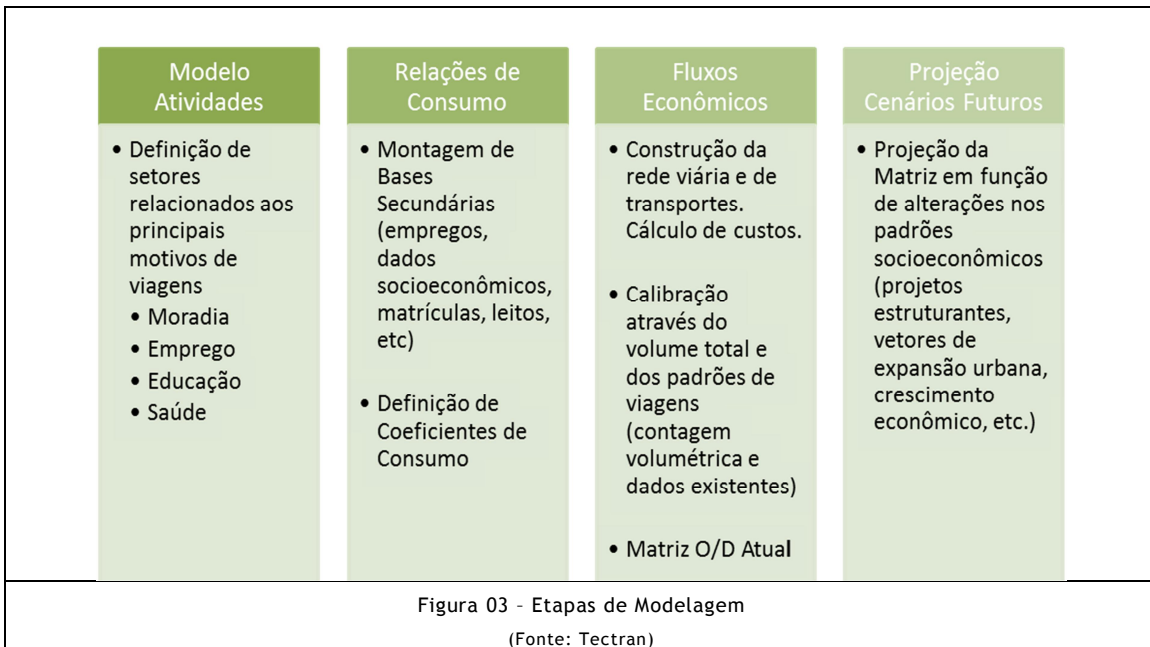 Modelo
Atividades
• Definição de
setores
relacionados aos
principais
motivos de
viagens
• Moradia
• Emprego
• Educação
• Saúde
Relações de
Consumo
• Montagem de
Bases
Secundárias
(empregos,
dados
socioeconômicos,
matrículas, leitos,
etc)
• Definição de
Coeficientes de
Consumo
Fluxos
Econômicos
• Construção da
rede viária e de
transportes.
Cálculo de custos.
• Calibração
através do
volume total e
dos padrões de
viagens
(contagem
volumétrica e
dados existentes)
• Matriz O/D Atual
Projeção
Cenários Futuros
• Projeção da
Matriz em função
de alterações nos
padrões
socioeconômicos
(projetos
estruturantes,
vetores de
expansão urbana,
crescimento
econômico, etc.)
Figura 03 – Etapas de Modelagem
(Fonte: Tectran)